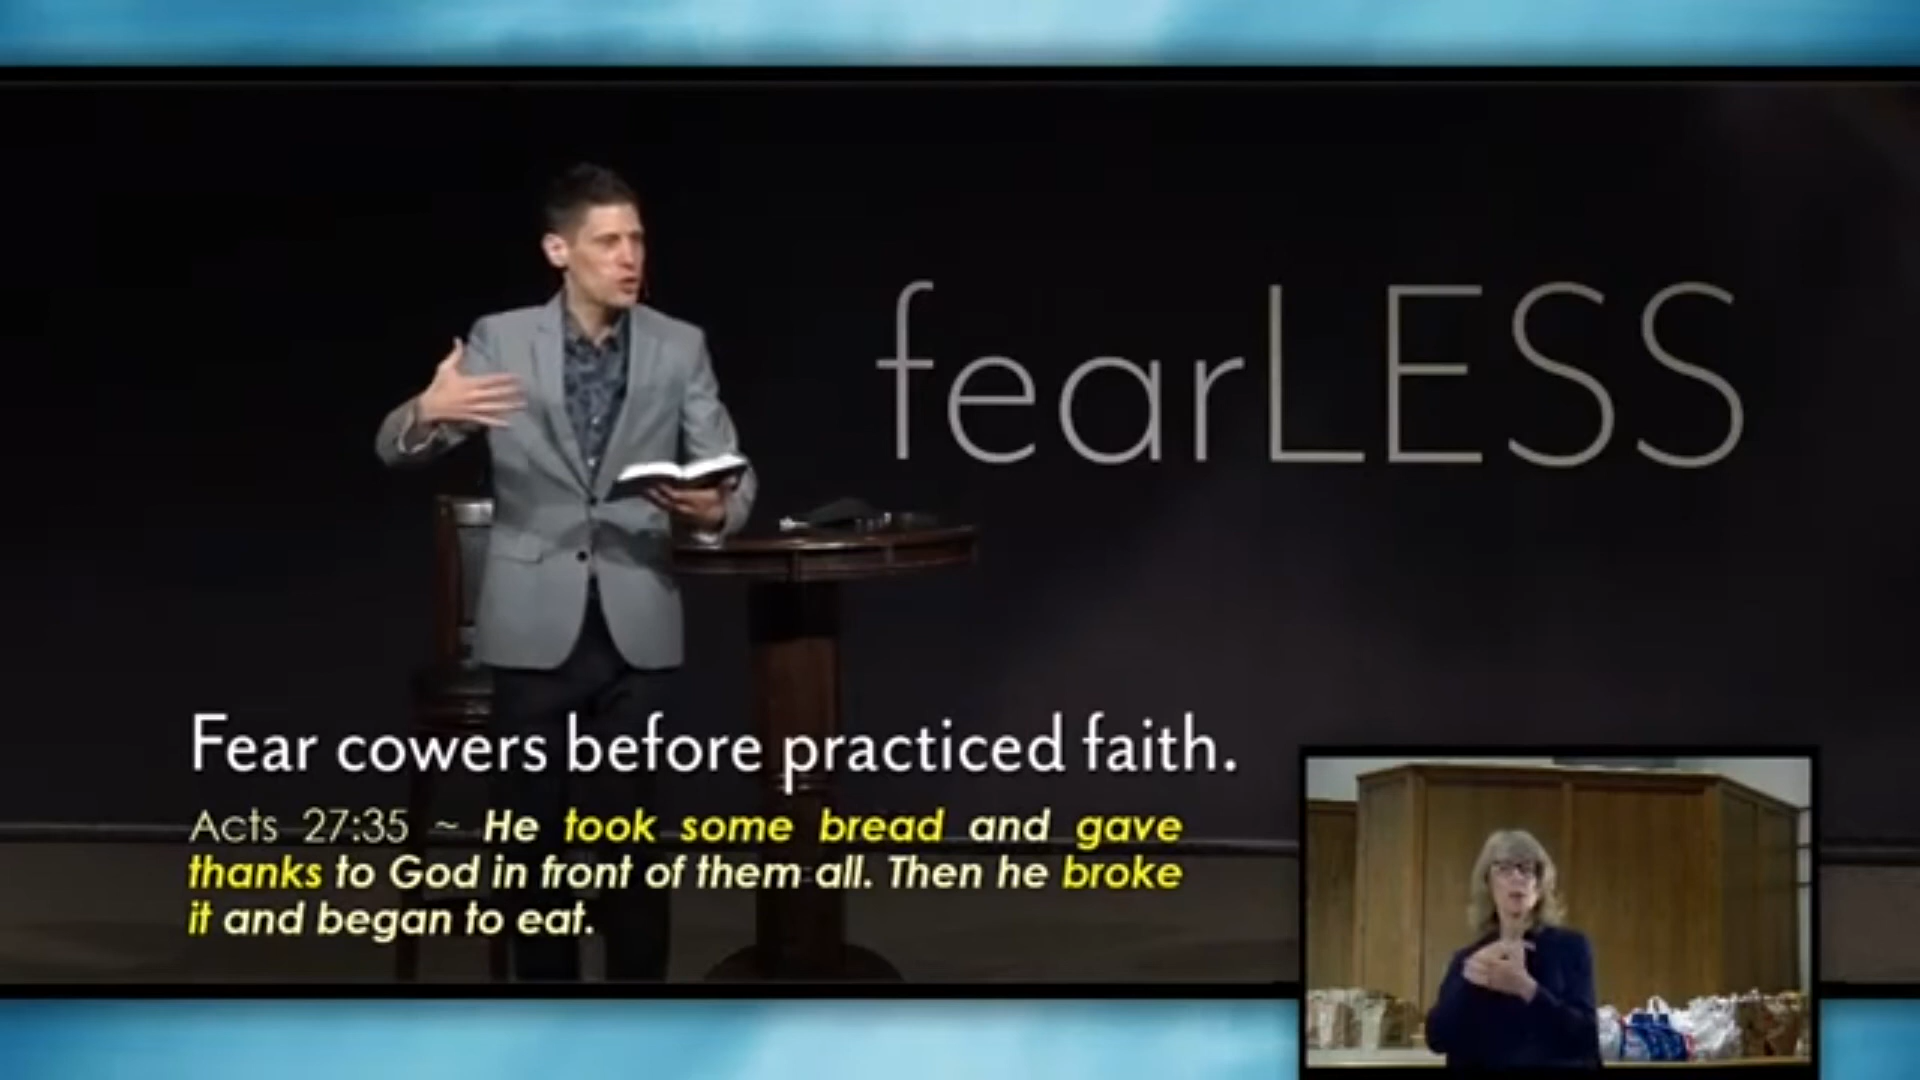 fearLESS
Fear cowers before practiced faith.
Acts 27:35 ~ He took some bread and gave
thanks to God in front of them all. Then he broke
it and began to eat.